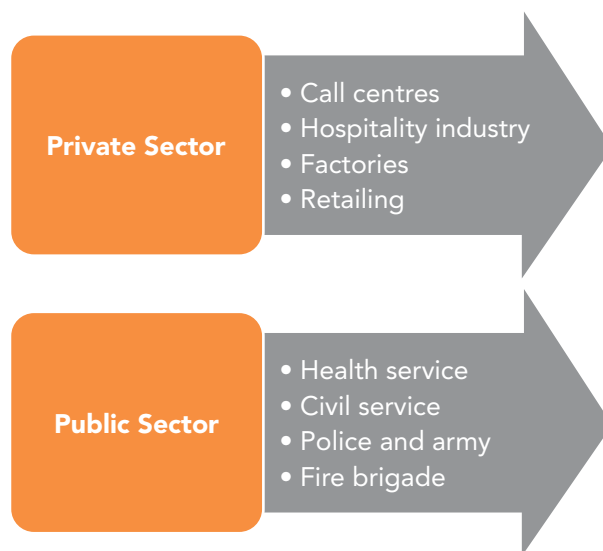 Private Sector
• Call centres
• Hospitality industry
• Factories
• Retailing
Public Sector
• Health service
• Civil service
• Police and army
• Fire brigade